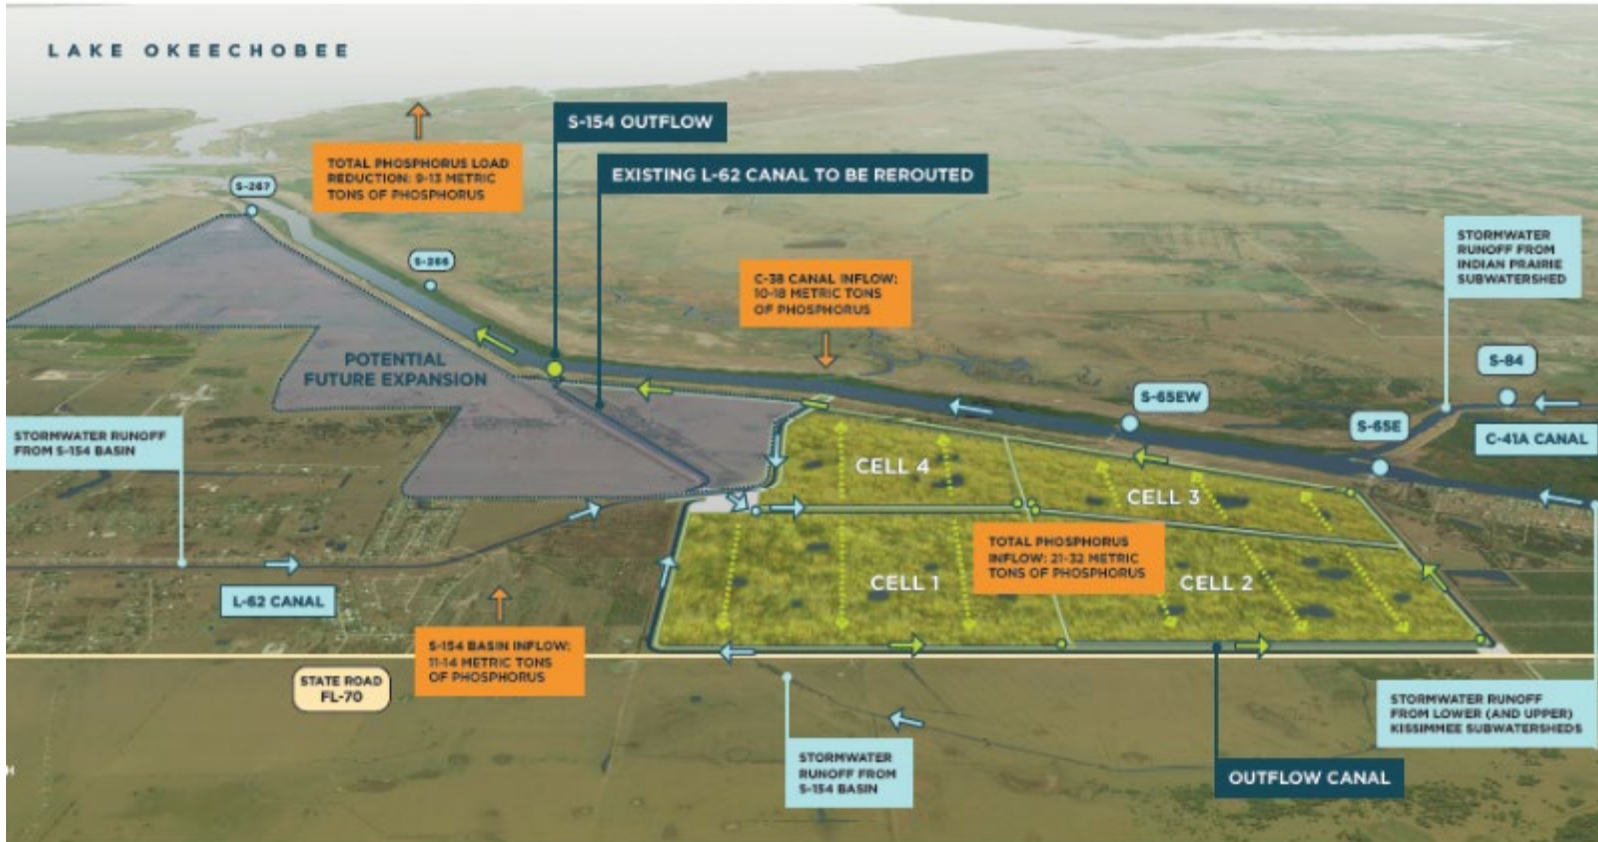 LAKE OKEECHOBEE
S-154 OUTFLOW
TOTAL PHOSPHORUS LOAD
REDUCTION: 9-13 METRIC
TONS OF PHOSPHORUS
EXISTING L-62 CANAL TO BE REROUTED
S-267
S-266
STORMWATER
RUNOFF FROM
INDIAN PRAIRIE
SUBWATERSHED
C-38 CANAL INFLOW:
10-18 METRIC TONS
OF PHOSPHORUS
POTENTIAL
FUTURE EXPANSION
S-84
S-65EW
S-65E
C-41A CANAL
STORMWATER RUNOFF
FROM S-154 BASIN
CELL 4
CELL 3
TOTAL PHOSPHORUS
INFLOW: 21-32 METRIC
TONS OF PHOSPHORUS
CELL 1
CELL 2
L-62 CANAL
S-154 BASIN INFLOW:
11-14 METRIC TONS
OF PHOSPHORUS
STATE ROAD
FL-70
STORMWATER RUNOFF
FROM LOWER (AND UPPER)
KISSIMMEE SUBWATERSHEDS
STORMWATER
RUNOFF FROM
S-154 BASIN
OUTFLOW CANAL
H